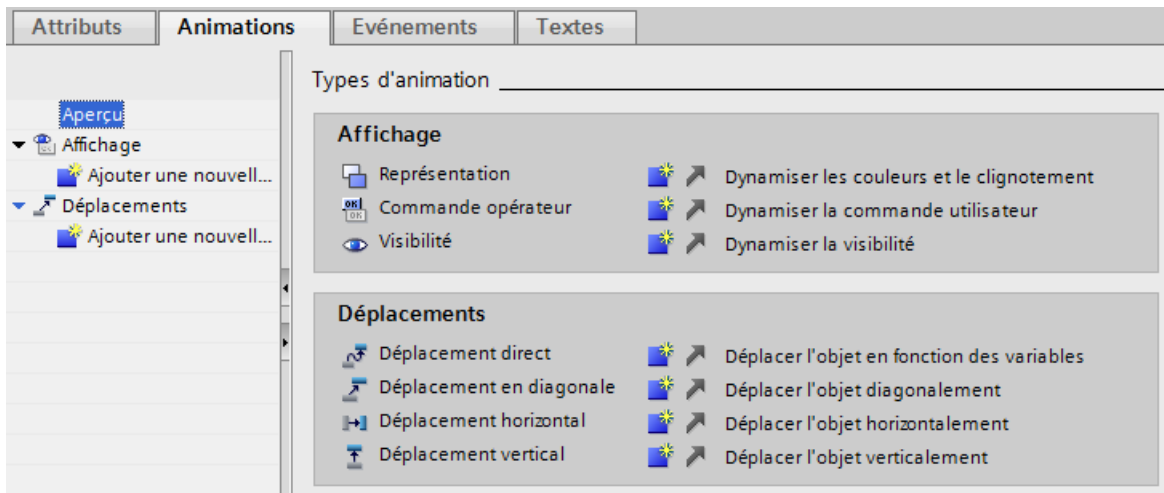 Attributs
Animations
Evénements
Textes
Types d'animation
Aperçu
Affichage
Ajouter une nouvell...
Déplacements
Ajouter une nouvell...
Affichage
Représentation
Dynamiser les couleurs et le clignotement
Commande opérateur
Dynamiser la commande utilisateur
Visibilité
Dynamiser la visibilité
Déplacements
Déplacement direct
Déplacer l'objet en fonction des variables
Déplacement en diagonale
Déplacer l'objet diagonalement
Déplacement horizontal
Déplacer l'objet horizontalement
Déplacement vertical
Déplacer l'objet verticalement